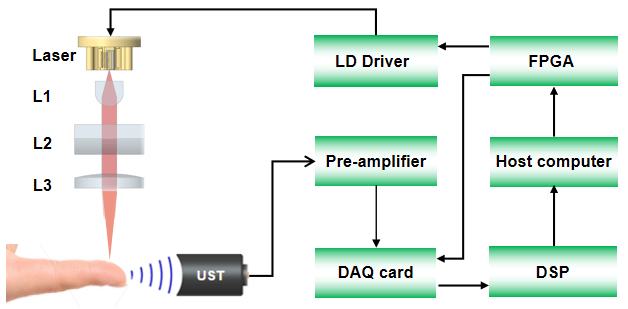 Laser
L1
L2
L3
UST
LD Driver
FPGA
Pre-amplifier
Host computer
DAQ card
DSP